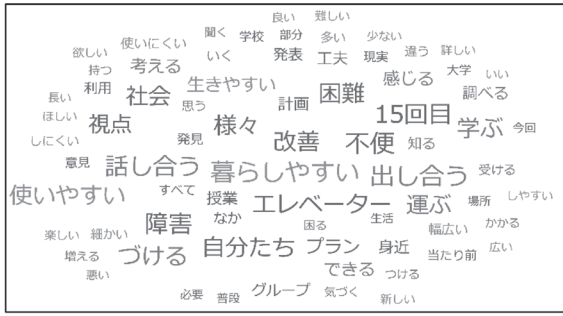 良い 難しい
欲しい 使いにくい 聞く 学校 部分 多い 少ない
いく 発表 工夫 現実 違う 詳しい
持つ 考える 感じる 大学 いい
長い 利用 社会 生きやすい 困難 調べる
ほしい 視点 思う 計画 15回目 学ぶ 今回
しにくい 発見 様々 改善 不便 知る
意見 話し合う 暮らしやすい 出し合う 受ける
使いやすい すべて 授業 エレベーター 運ぶ 場所 しやすい
障害 なか 困る 生活 幅広い かかる
楽しい 細かい づける 自分たち プラン 身近 当たり前 広い
増える できる つける
悪い 必要 普段 グループ 気づく 新しい